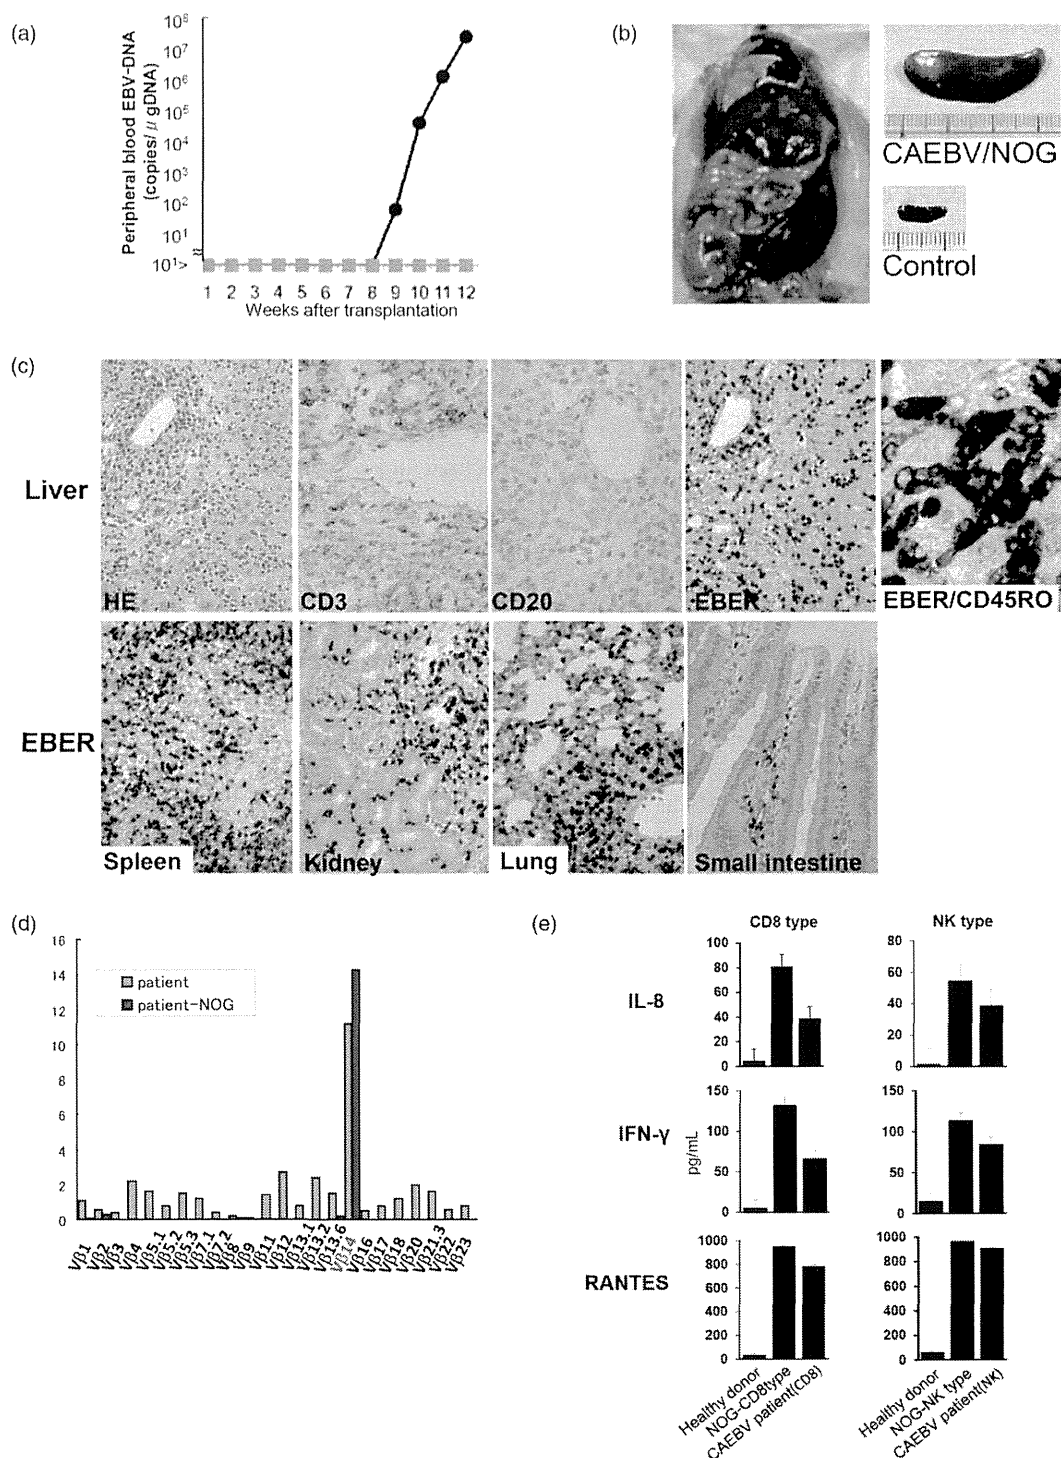 (a)
Peripheral blood EBV-DNA
(copies/ μ gDNA)
10⁸
10⁷
10⁶
10⁵
10⁴
10³
10²
10¹
10¹>
1 2 3 4 5 6 7 8 9 10 11 12
Weeks after transplantation
(b)
CAEBV/NOG
Control
(c)
Liver
HE
CD3
CD20
EBER
EBER/CD45RO
EBER
Spleen
Kidney
Lung
Small intestine
(d)
16
14
12
10
8
6
4
2
0
patient
patient-NOG
Vβ1
Vβ2
Vβ3
Vβ4
Vβ5.1
Vβ5.2
Vβ5.3
Vβ7.1
Vβ7.2
Vβ8
Vβ9
Vβ11
Vβ12
Vβ13.1
Vβ13.2
Vβ13.6
Vβ14
Vβ16
Vβ17
Vβ18
Vβ20
Vβ21.3
Vβ22
Vβ23
(e)
CD8 type
NK type
IL-8
100
80
60
40
20
0
80
60
40
20
0
IFN-γ
pg/mL
150
100
50
0
150
100
50
0
RANTES
1000
800
600
400
200
0
1000
800
600
400
200
0
Healthy donor
NOG-CD8type
CAEBV patient(CD8)
Healthy donor
NOG-NK type
CAEBV patient(NK)